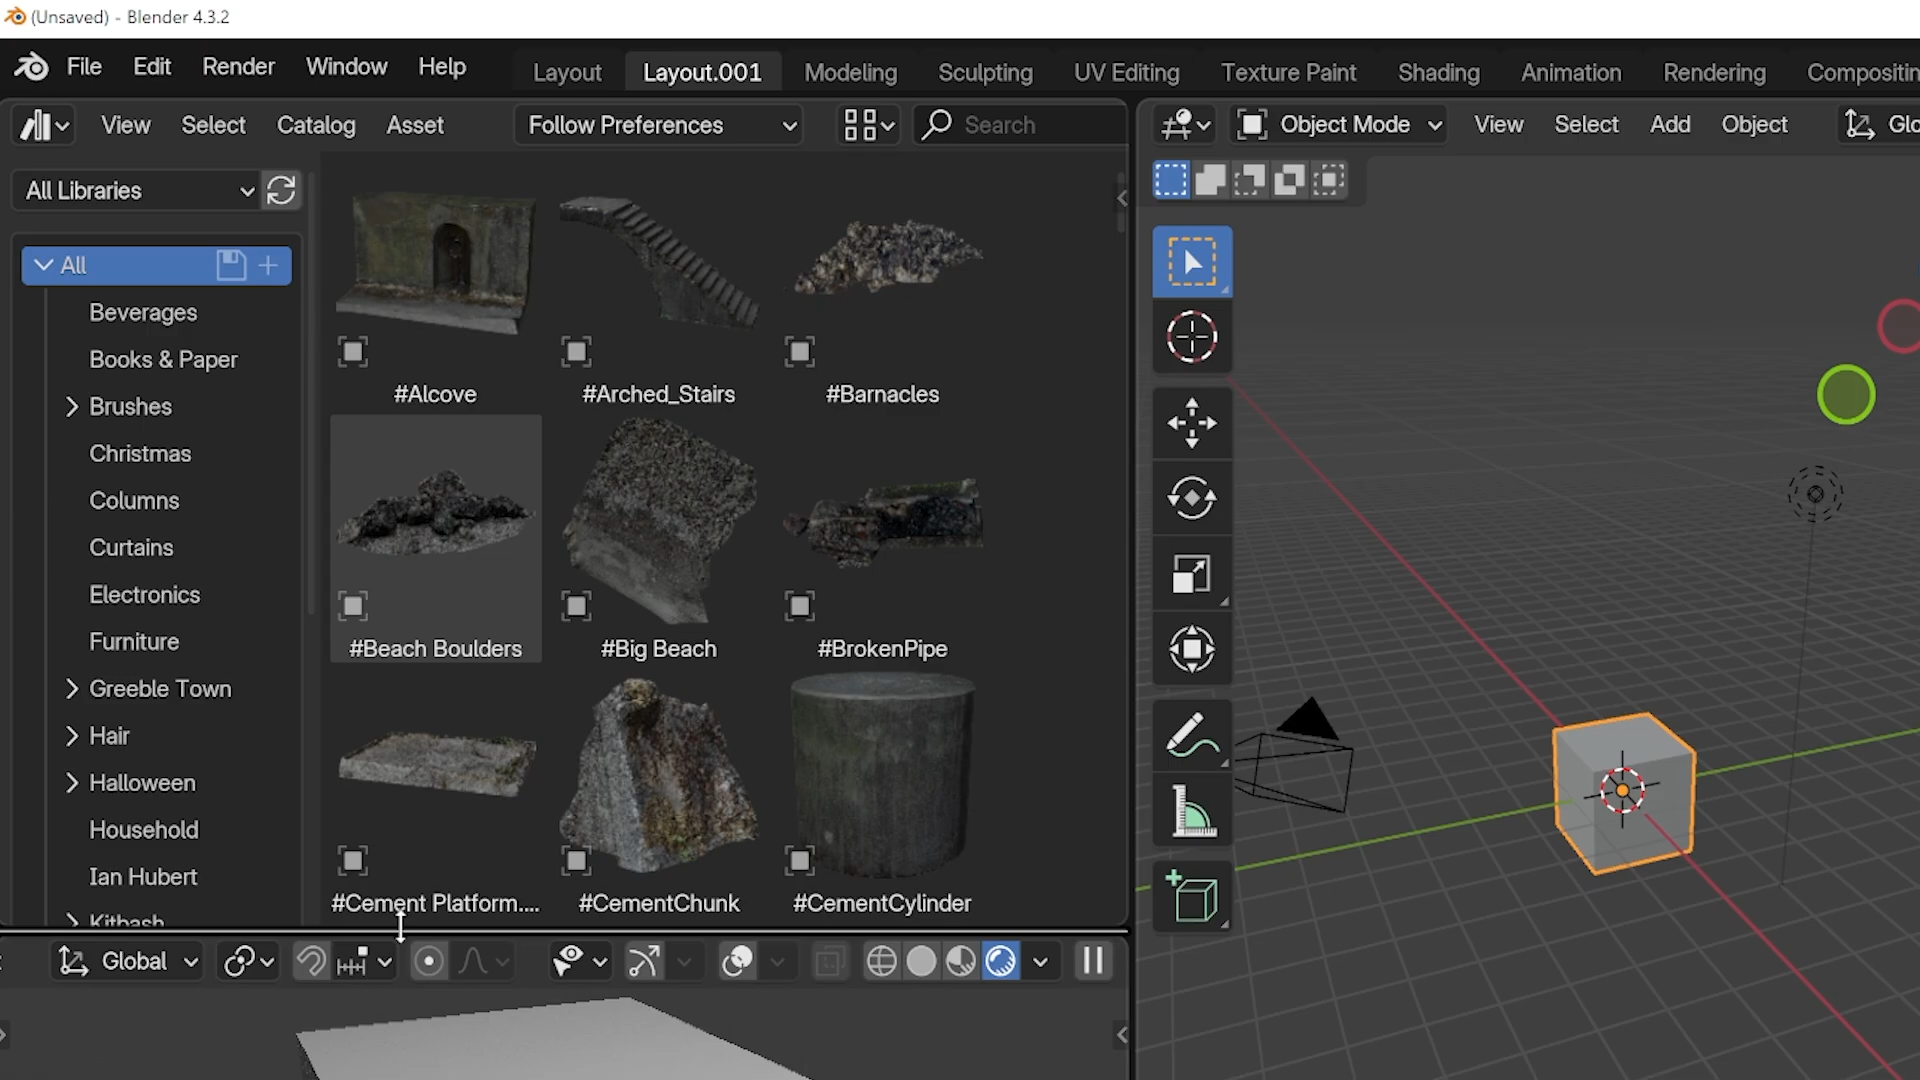 (Unsaved) - Blender 4.3.2
File Edit Render Window Help Layout Layout.001 Modeling Sculpting UV Editing Texture Paint Shading Animation Rendering Compositin
View Select Catalog Asset Follow Preferences Search
Object Mode View Select Add Object Glo
All Libraries
All
Beverages
Books & Paper
Brushes
Christmas
Columns
Curtains
Electronics
Furniture
Greeble Town
Hair
Halloween
Household
Ian Hubert
Kitbash
#Alcove #Arched_Stairs #Barnacles
#Beach Boulders #Big Beach #BrokenPipe
#Cement Platform.... #CementChunk #CementCylinder
Global